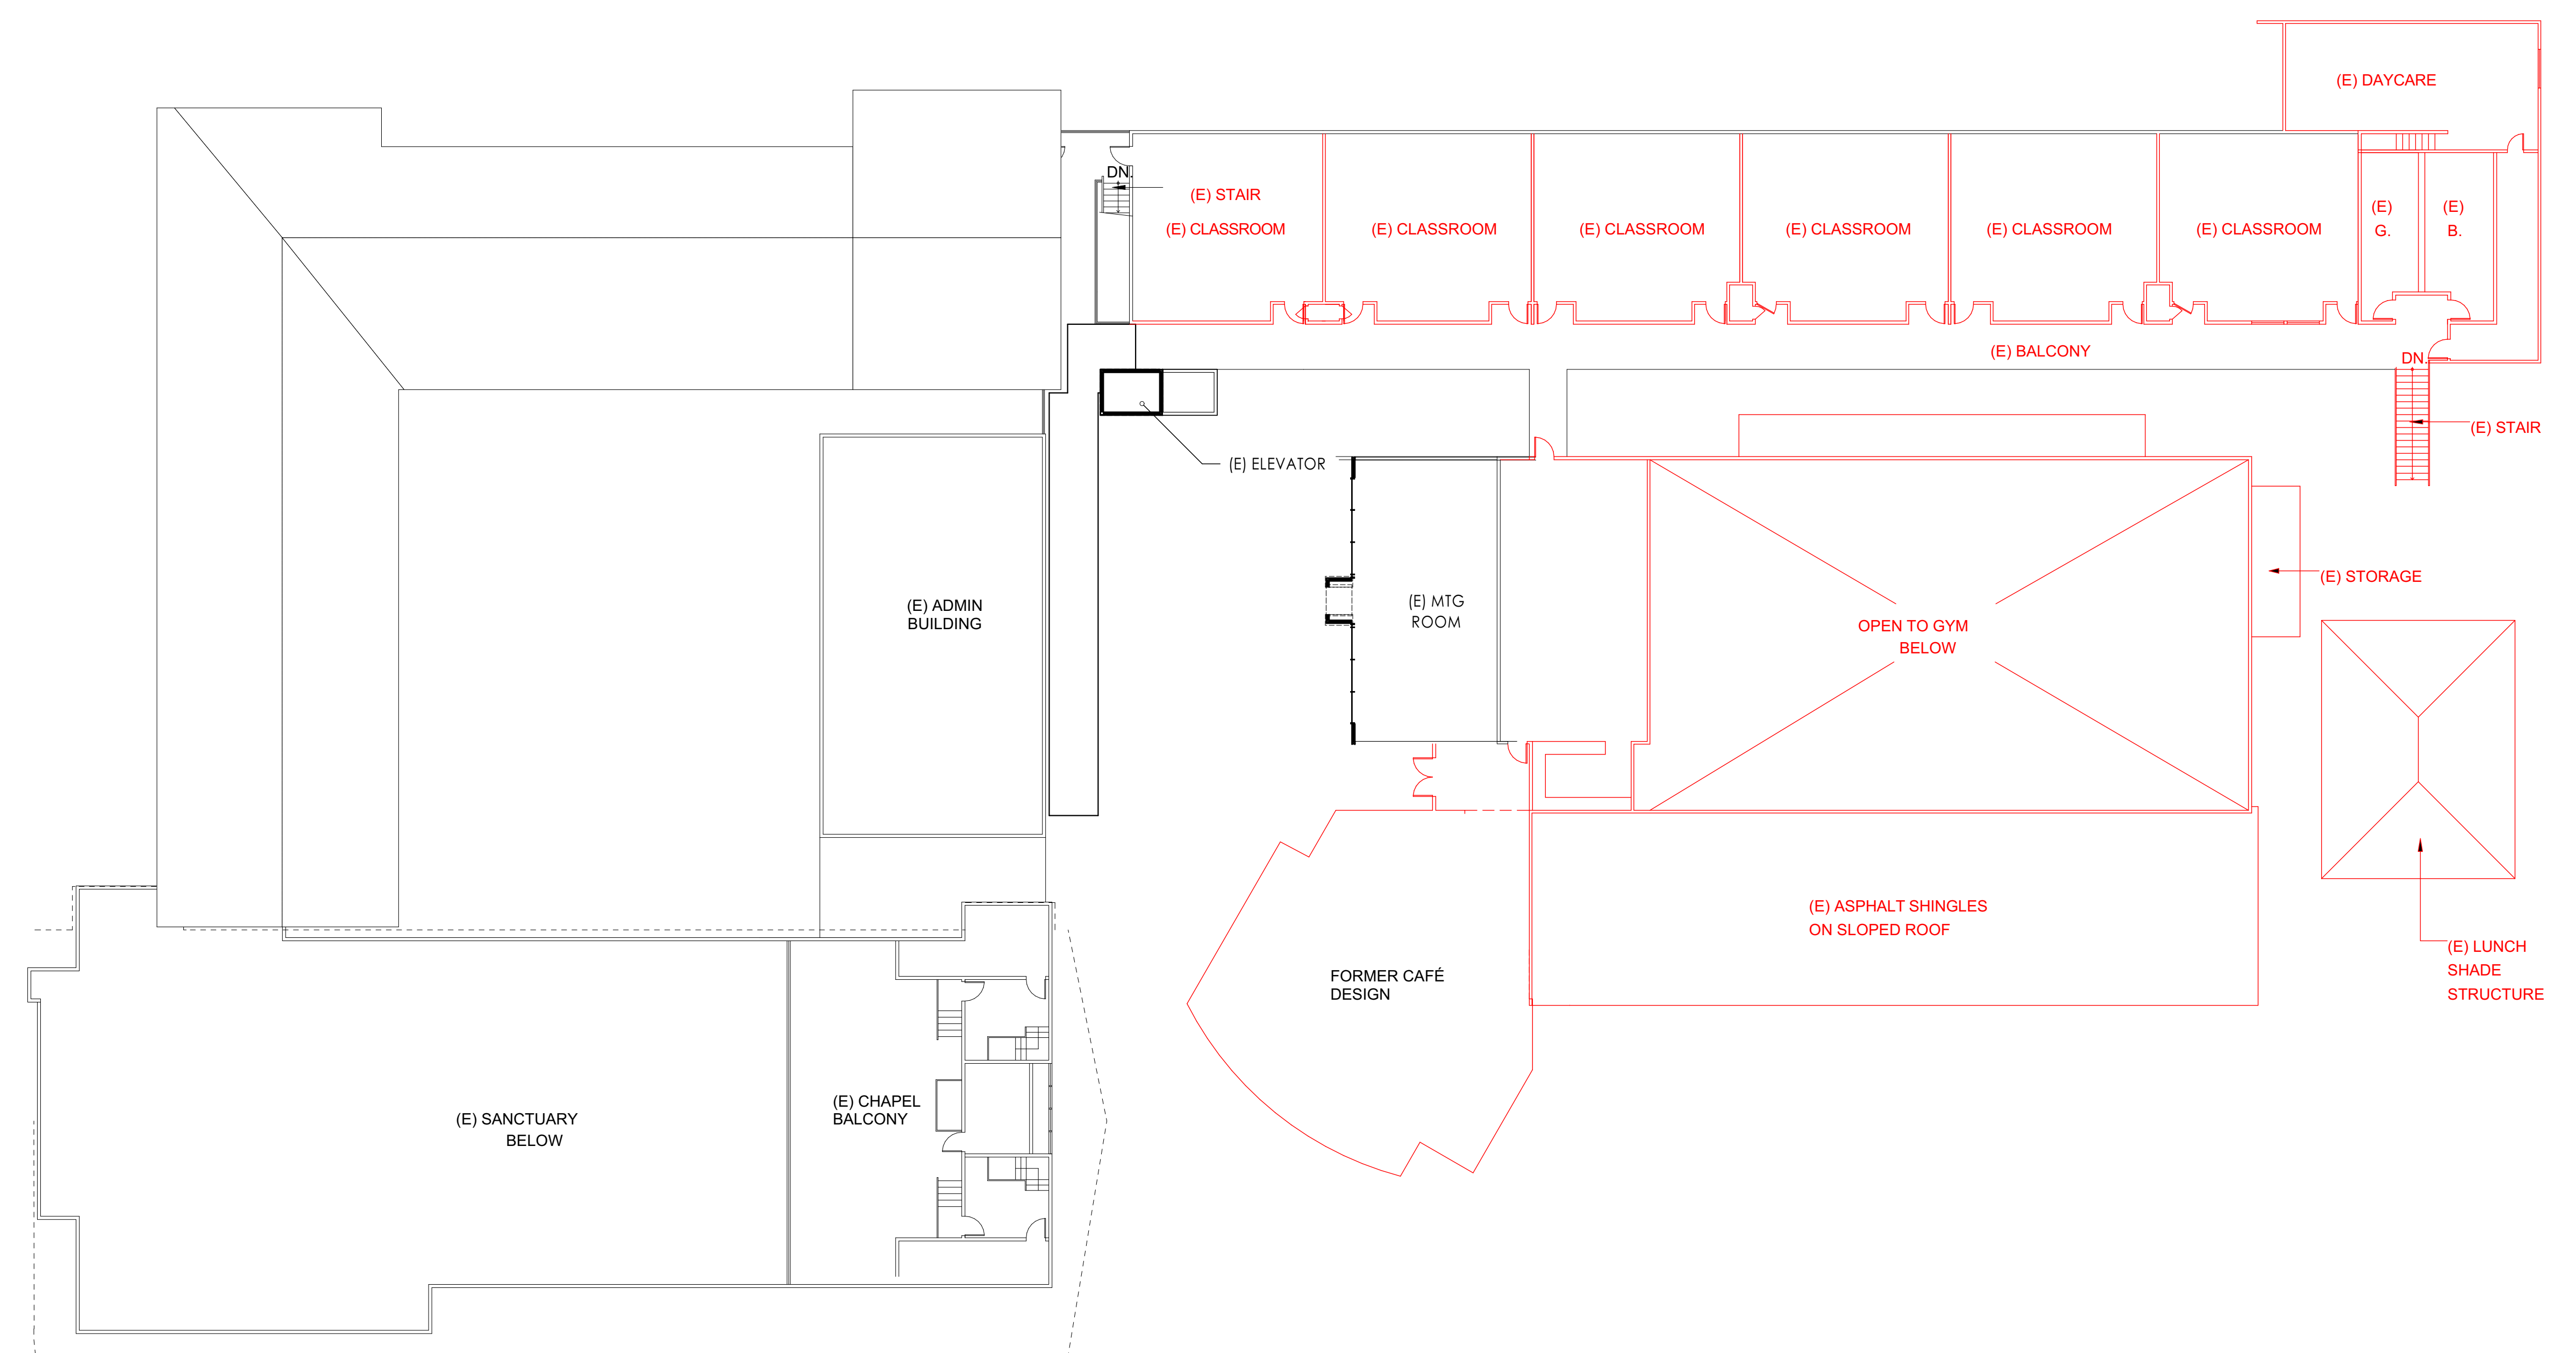 (E) DAYCARE
DN.
(E) STAIR
(E) CLASSROOM
(E) CLASSROOM
(E) CLASSROOM
(E) CLASSROOM
(E) CLASSROOM
(E) CLASSROOM
(E)
G.
(E)
B.
(E) BALCONY
DN.
(E) STAIR
(E) ELEVATOR
(E) STORAGE
(E) ADMIN
BUILDING
(E) MTG
ROOM
OPEN TO GYM
BELOW
(E) ASPHALT SHINGLES
ON SLOPED ROOF
(E) LUNCH
SHADE
STRUCTURE
FORMER CAFÉ
DESIGN
(E) CHAPEL
BALCONY
(E) SANCTUARY
BELOW